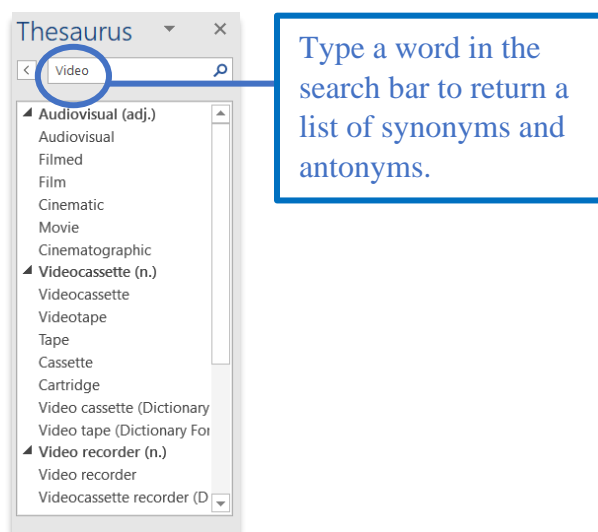 Thesaurus
Video
Audiovisual (adj.)
Audiovisual
Filmed
Film
Cinematic
Movie
Cinematographic
Videocassette (n.)
Videocassette
Videotape
Tape
Cassette
Cartridge
Video cassette (Dictionary
Video tape (Dictionary For
Video recorder (n.)
Video recorder
Videocassette recorder (D
Type a word in the
search bar to return a
list of synonyms and
antonyms.